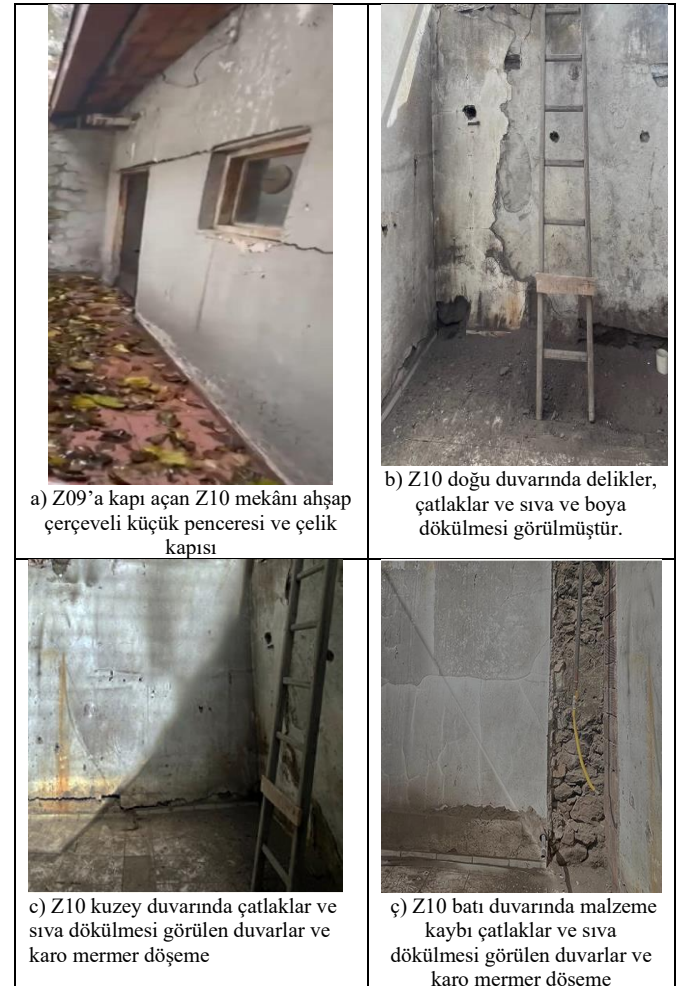 a) Z09’a kapı açan Z10 mekânı ahşap
çerçeveli küçük penceresi ve çelik
kapısı
b) Z10 doğu duvarında delikler,
çatlaklar ve sıva ve boya
dökülmesi görülmüştür.
c) Z10 kuzey duvarında çatlaklar ve
sıva dökülmesi görülen duvarlar ve
karo mermer döşeme
ç) Z10 batı duvarında malzeme
kaybı çatlaklar ve sıva
dökülmesi görülen duvarlar ve
karo mermer döşeme